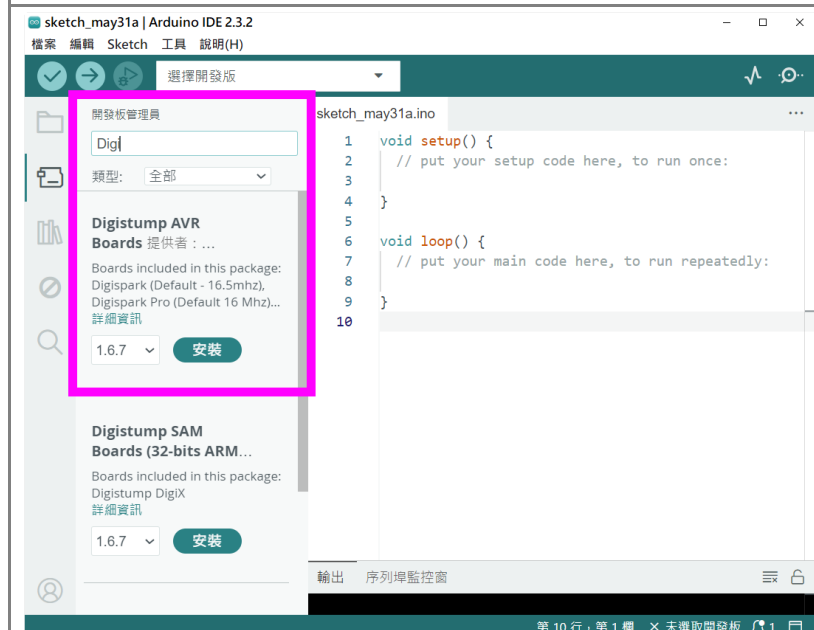 sketch_may31a | Arduino IDE 2.3.2
檔案 編輯 Sketch 工具 說明(H)
選擇開發版
開發板管理員
Digi
類型: 全部
Digistump AVR
Boards 提供者：...
Boards included in this package:
Digispark (Default - 16.5mhz),
Digispark Pro (Default 16 Mhz)...
詳細資訊
1.6.7 安裝
Digistump SAM
Boards (32-bits ARM...
Boards included in this package:
Digistump DigiX
詳細資訊
1.6.7 安裝
sketch_may31a.ino
1 void setup() {
2 // put your setup code here, to run once:
3
4 }
5
6 void loop() {
7 // put your main code here, to run repeatedly:
8
9 }
10
輸出 序列埠監控窗
第 10 行，第 1 欄 × 未選取開發板 1